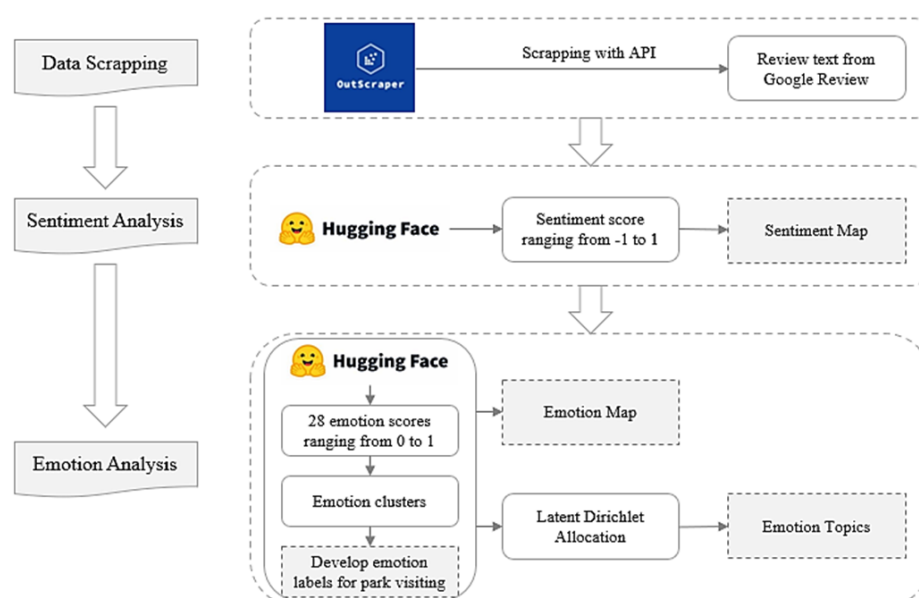 Data Scrapping
OutScraper
Scrapping with API
Review text from
Google Review
Sentiment Analysis
Hugging Face
Sentiment score
ranging from -1 to 1
Sentiment Map
Emotion Analysis
Hugging Face
28 emotion scores
ranging from 0 to 1
Emotion clusters
Develop emotion
labels for park visiting
Emotion Map
Latent Dirichlet
Allocation
Emotion Topics